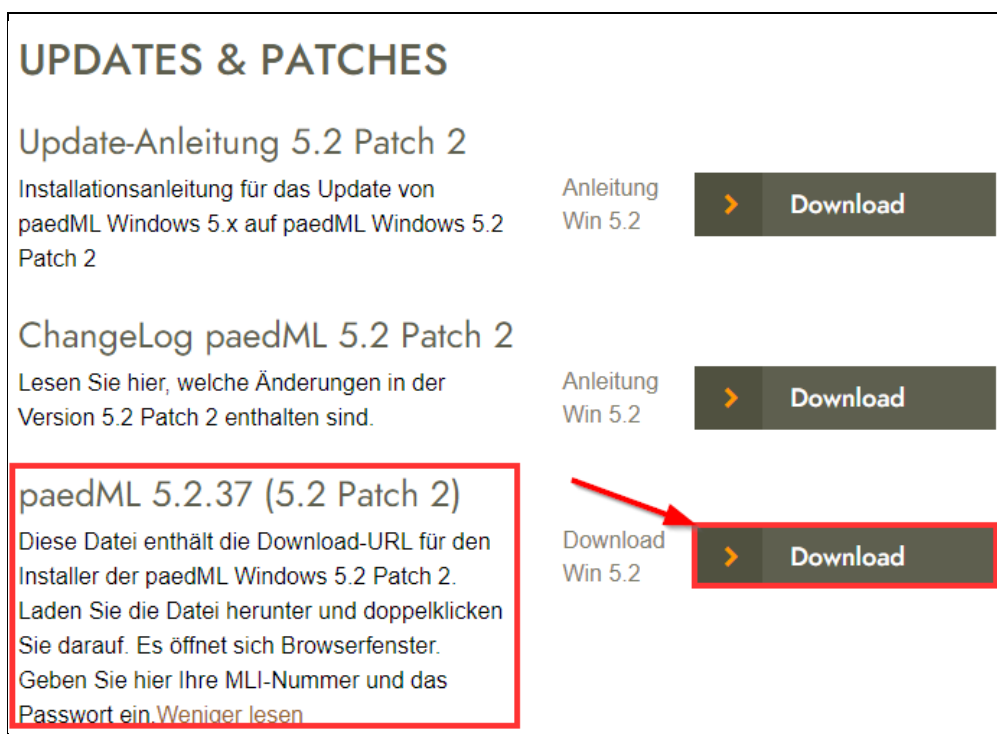 UPDATES & PATCHES
Update-Anleitung 5.2 Patch 2
Installationsanleitung für das Update von
paedML Windows 5.x auf paedML Windows 5.2
Patch 2
Anleitung
Win 5.2
Download
ChangeLog paedML 5.2 Patch 2
Lesen Sie hier, welche Änderungen in der
Version 5.2 Patch 2 enthalten sind.
Anleitung
Win 5.2
Download
paedML 5.2.37 (5.2 Patch 2)
Diese Datei enthält die Download-URL für den
Installer der paedML Windows 5.2 Patch 2.
Laden Sie die Datei herunter und doppelklicken
Sie darauf. Es öffnet sich Browserfenster.
Geben Sie hier Ihre MLI-Nummer und das
Passwort ein.Weniger lesen
Download
Win 5.2
Download